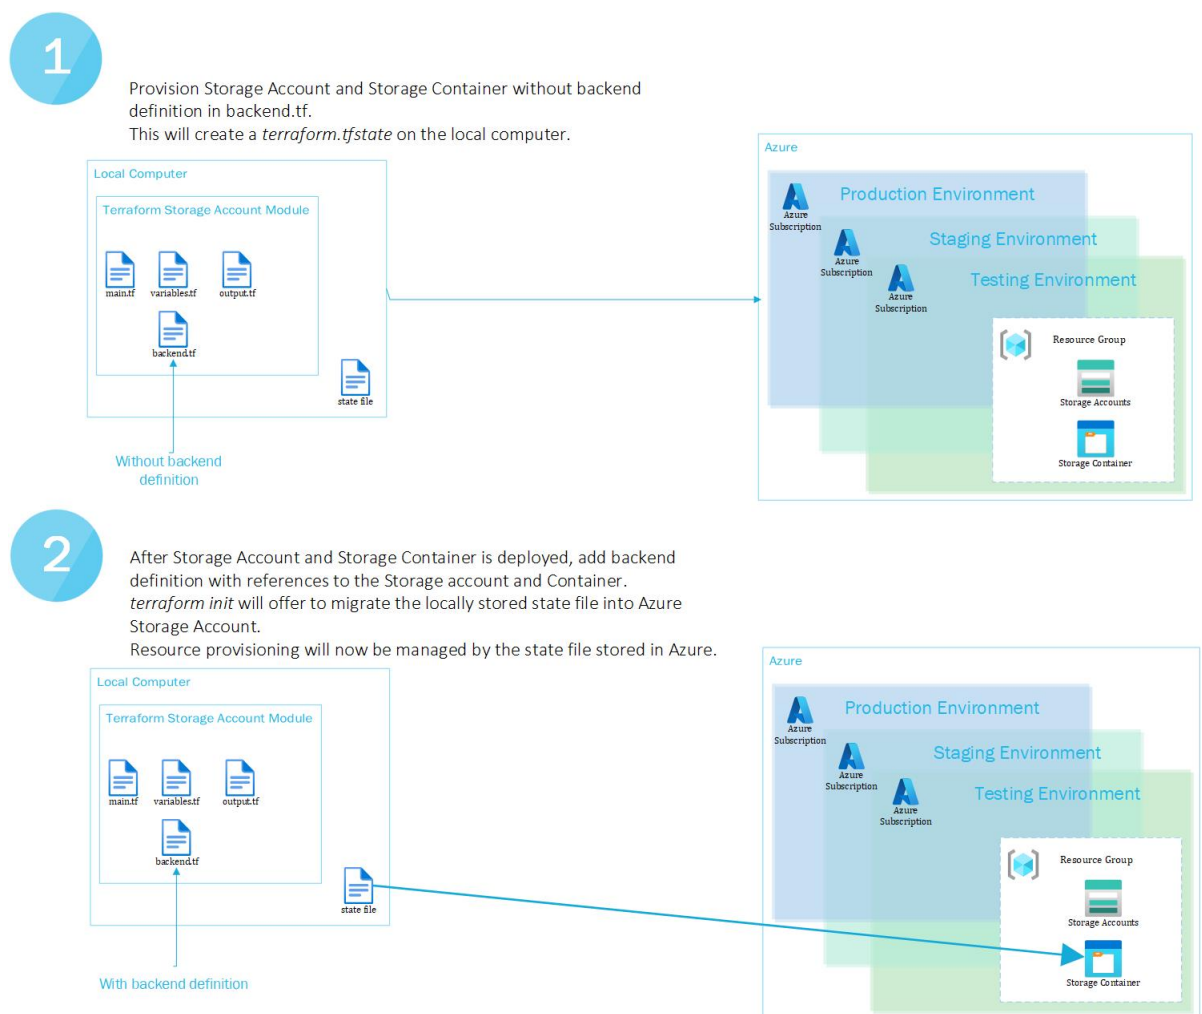 1
Provision Storage Account and Storage Container without backend
definition in backend.tf.
This will create a terraform.tfstate on the local computer.
Local Computer
Terraform Storage Account Module
main.tf
variables.tf
output.tf
backend.tf
state file
Without backend
definition
Azure
Production Environment
Azure
Subscription
Staging Environment
Azure
Subscription
Testing Environment
Azure
Subscription
Resource Group
Storage Accounts
Storage Container
2
After Storage Account and Storage Container is deployed, add backend
definition with references to the Storage account and Container.
terraform init will offer to migrate the locally stored state file into Azure
Storage Account.
Resource provisioning will now be managed by the state file stored in Azure.
Local Computer
Terraform Storage Account Module
main.tf
variables.tf
output.tf
backend.tf
state file
With backend definition
Azure
Production Environment
Azure
Subscription
Staging Environment
Azure
Subscription
Testing Environment
Azure
Subscription
Resource Group
Storage Accounts
Storage Container